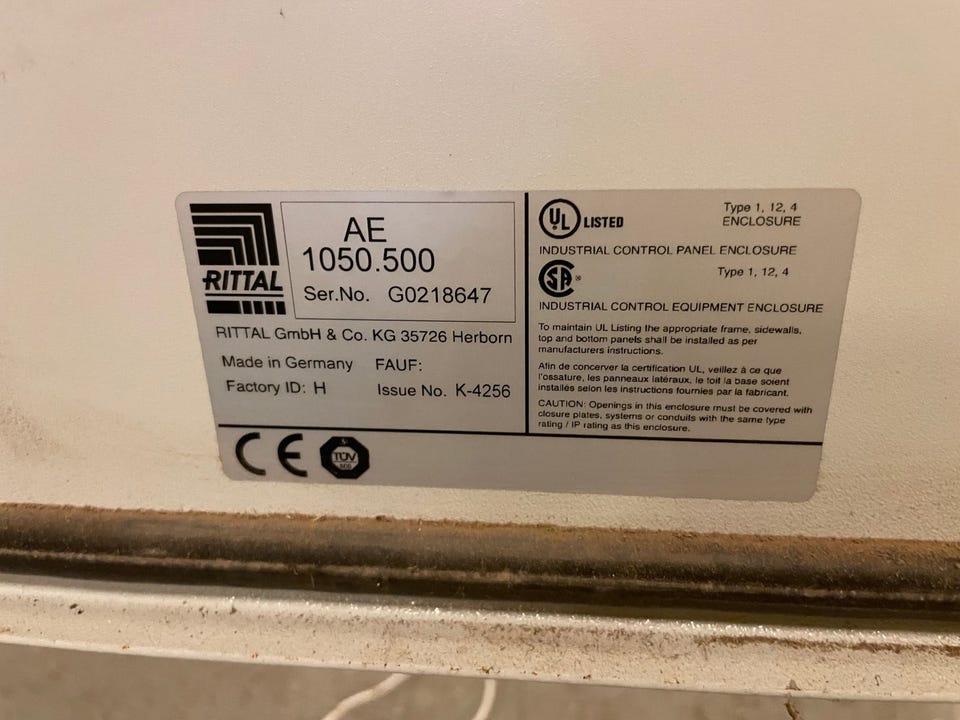 RITTAL
AE
1050.500
Ser.No. G0218647
RITTAL GmbH & Co. KG 35726 Herborn
Made in Germany FAUF:
Factory ID: H Issue No. K-4256
CE
TÜV
UL LISTED
Type 1, 12, 4
ENCLOSURE
INDUSTRIAL CONTROL PANEL ENCLOSURE
SA ®
Type 1, 12, 4
INDUSTRIAL CONTROL EQUIPMENT ENCLOSURE
To maintain UL Listing the appropriate frame, sidewalls,
top and bottom panels shall be installed as per
manufacturers instructions.
Afin de concerver la certification UL, veillez à ce que
l'ossature, les panneaux latéraux, le toit la base soient
installés selon les instructions fournies par la fabricant.
CAUTION: Openings in this enclosure must be covered with
closure plates, systems or conduits with the same type
rating / IP rating as this enclosure.